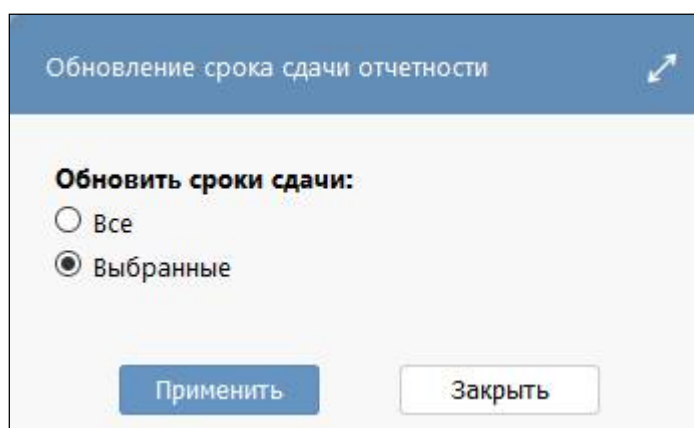 Обновление срока сдачи отчетности
Обновить сроки сдачи:
Все
Выбранные
Применить Закрыть